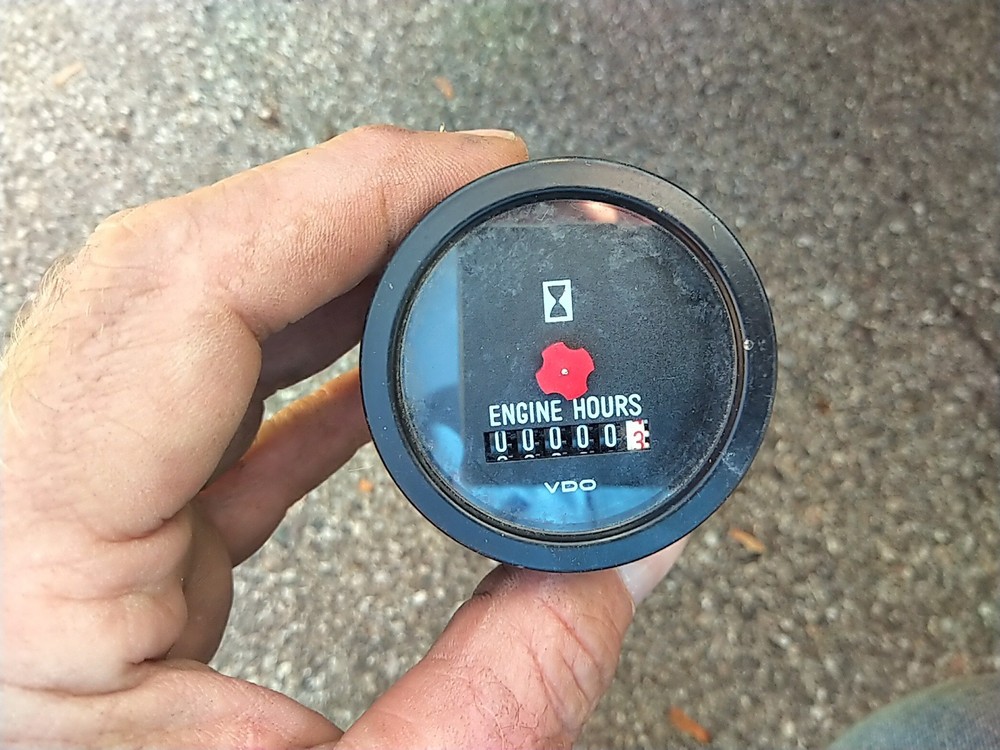 ENGINE HOURS
000003
VDO